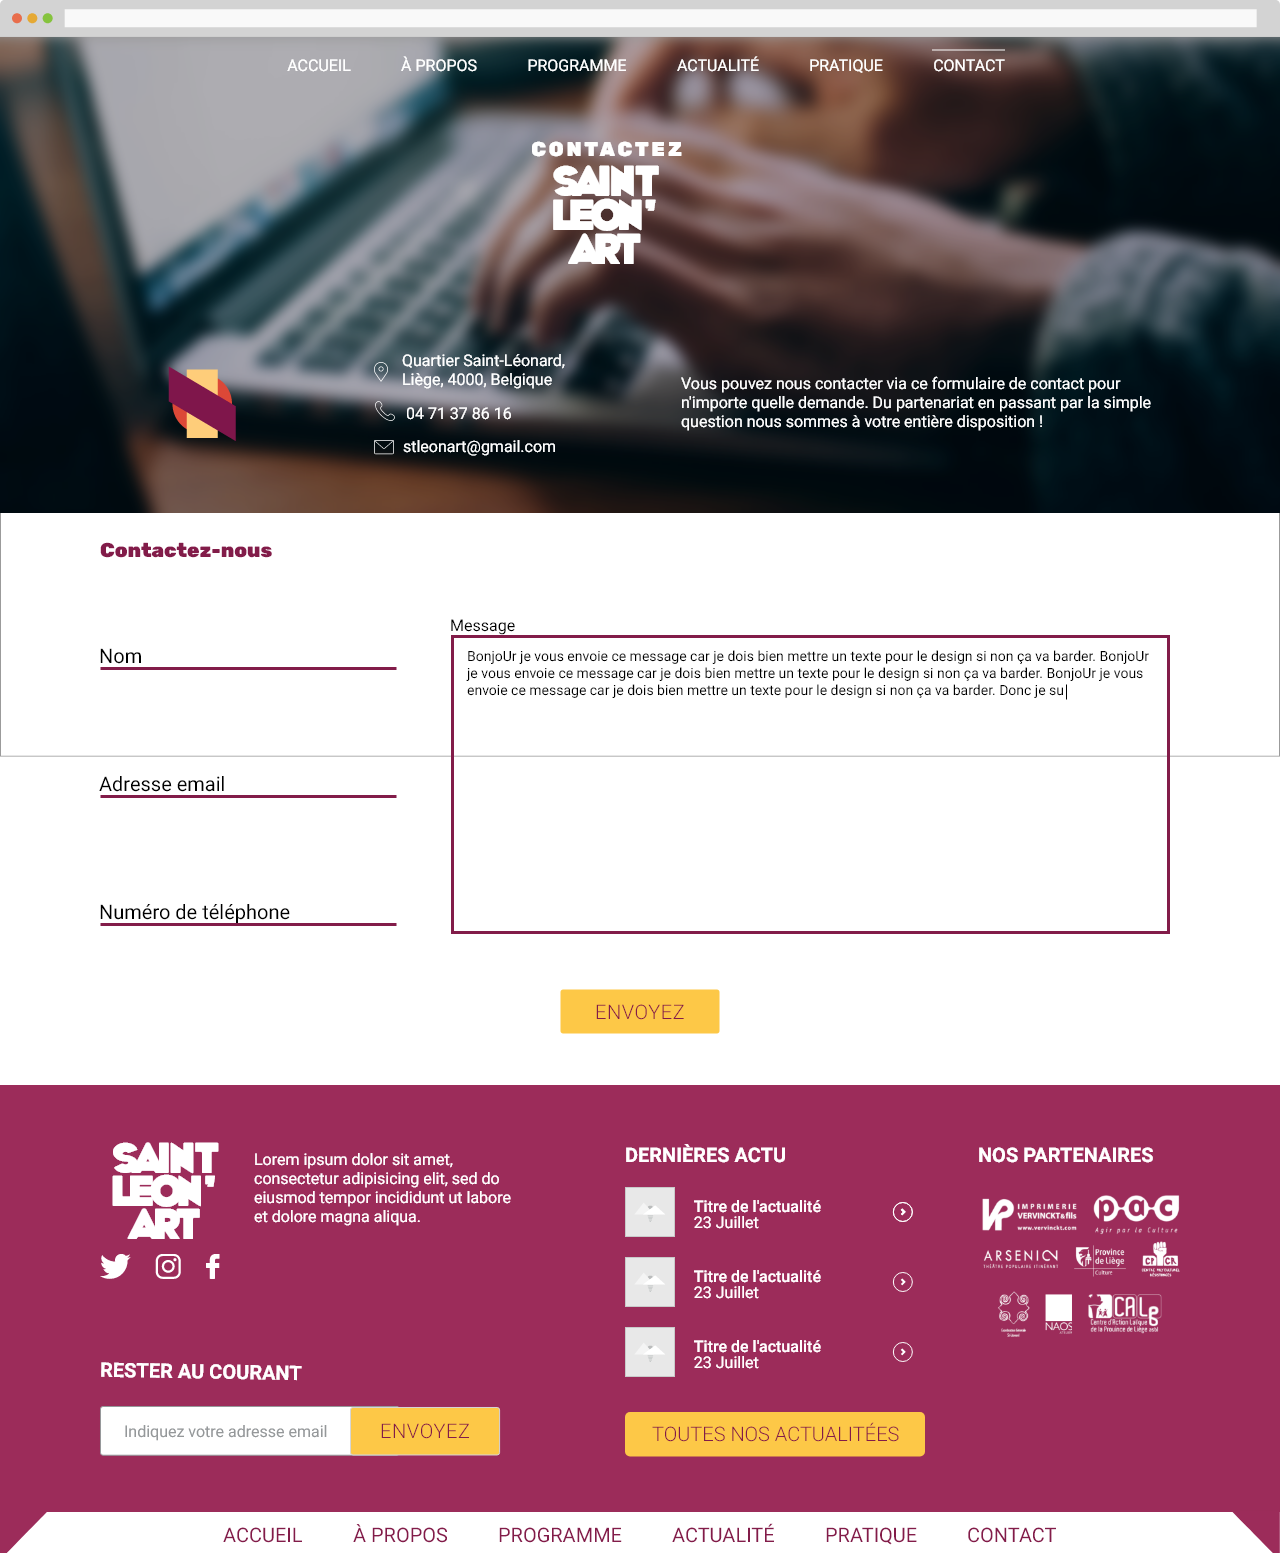 ACCUEIL À PROPOS PROGRAMME ACTUALITÉ PRATIQUE CONTACT
CONTACTEZ
SAINT
LEON'
ART
Quartier Saint-Léonard,
Liège, 4000, Belgique
04 71 37 86 16
stleonart@gmail.com
Vous pouvez nous contacter via ce formulaire de contact pour
n'importe quelle demande. Du partenariat en passant par la simple
question nous sommes à votre entière disposition !
Contactez-nous
Nom
Adresse email
Numéro de téléphone
Message
BonjoUr je vous envoie ce message car je dois bien mettre un texte pour le design si non ça va barder. BonjoUr
je vous envoie ce message car je dois bien mettre un texte pour le design si non ça va barder. BonjoUr je vous
envoie ce message car je dois bien mettre un texte pour le design si non ça va barder. Donc je su
ENVOYEZ
SAINT
LEON'
ART
Lorem ipsum dolor sit amet,
consectetur adipisicing elit, sed do
eiusmod tempor incididunt ut labore
et dolore magna aliqua.
RESTER AU COURANT
Indiquez votre adresse email
ENVOYEZ
DERNIÈRES ACTU
Titre de l'actualité
23 Juillet
Titre de l'actualité
23 Juillet
Titre de l'actualité
23 Juillet
TOUTES NOS ACTUALITÉES
NOS PARTENAIRES
IMPRIMERIE
VERVINCKT&fils
www.vervinckt.com
pac
Agir par la Culture
ARSENIC
THÉÂTRE POPULAIRE ITINÉRANT
Province
de Liège
Culture
NAOS
CALg
Centre d'Action Laïque
de la Province de Liège asbl
ACCUEIL À PROPOS PROGRAMME ACTUALITÉ PRATIQUE CONTACT